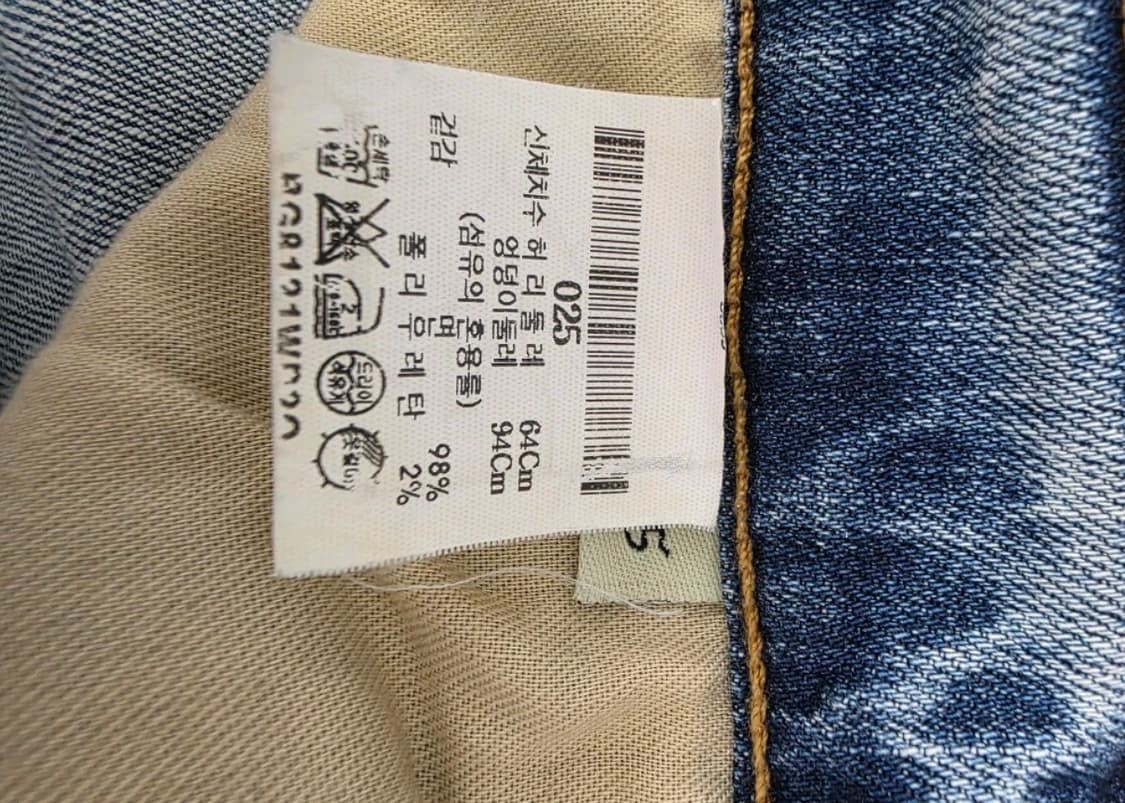 025
신체치수 허 리 둘 레 64Cm
엉덩이둘레 94Cm
(섬유의 혼용률)
겉감 면 98%
폴 리 우 레 탄 2%
손세탁
드라이
5